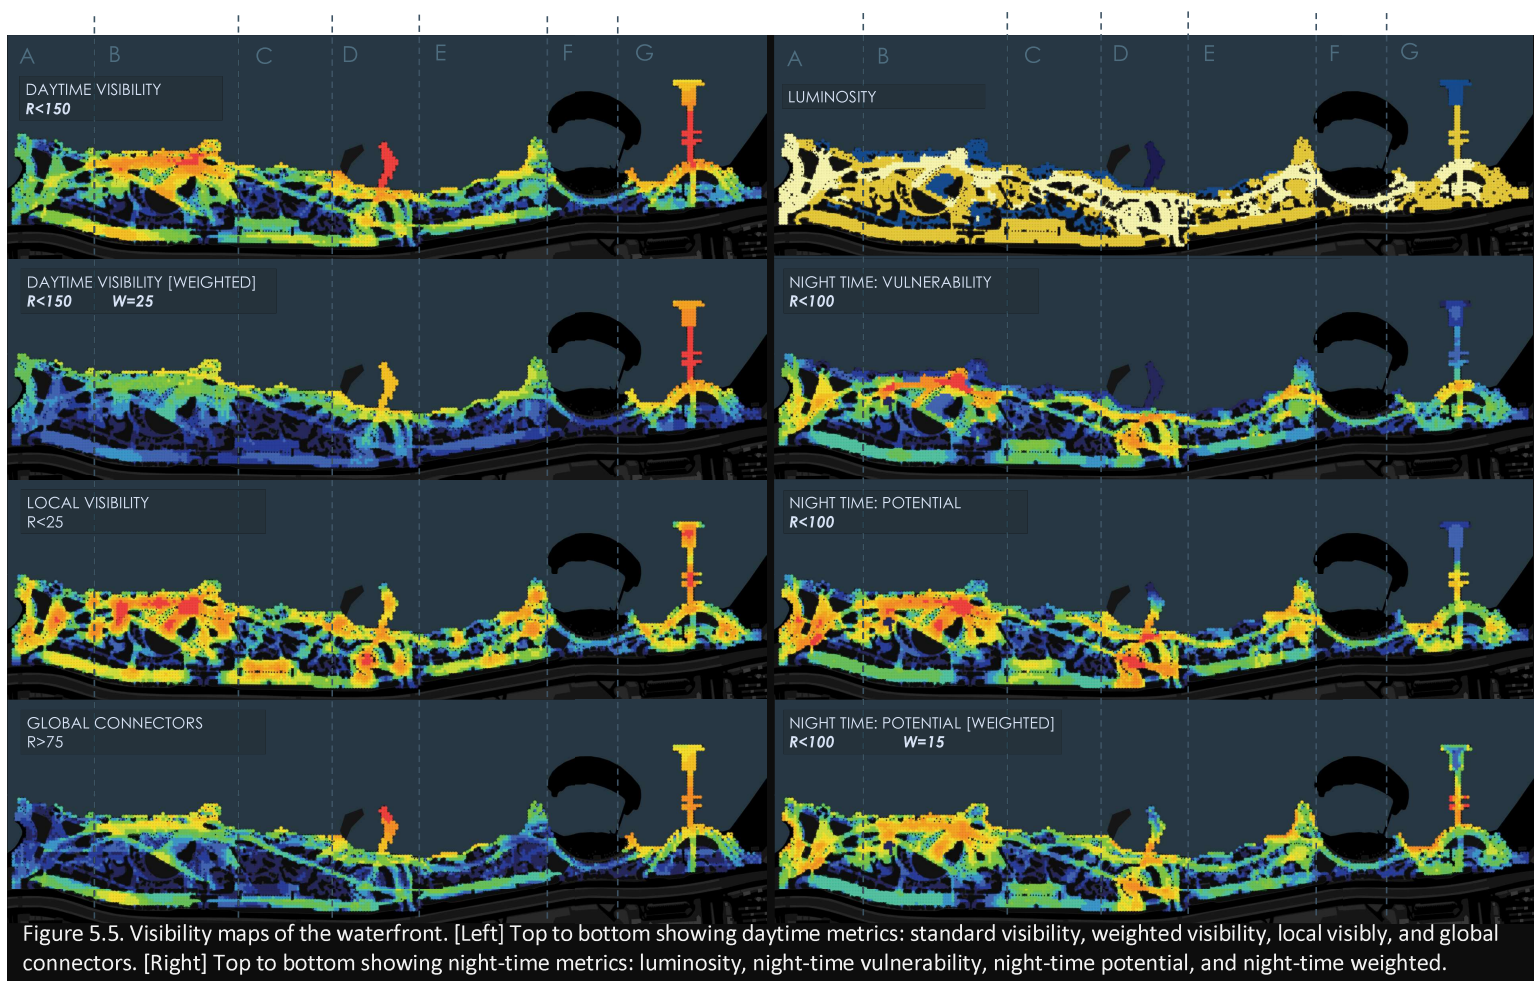 A B C D E F G
DAYTIME VISIBILITY
R<150
DAYTIME VISIBILITY [WEIGHTED]
R<150 W=25
LOCAL VISIBILITY
R<25
GLOBAL CONNECTORS
R>75
A B C D E F G
LUMINOSITY
NIGHT TIME: VULNERABILITY
R<100
NIGHT TIME: POTENTIAL
R<100
NIGHT TIME: POTENTIAL [WEIGHTED]
R<100 W=15
Figure 5.5. Visibility maps of the waterfront. [Left] Top to bottom showing daytime metrics: standard visibility, weighted visibility, local visibly, and global
connectors. [Right] Top to bottom showing night-time metrics: luminosity, night-time vulnerability, night-time potential, and night-time weighted.